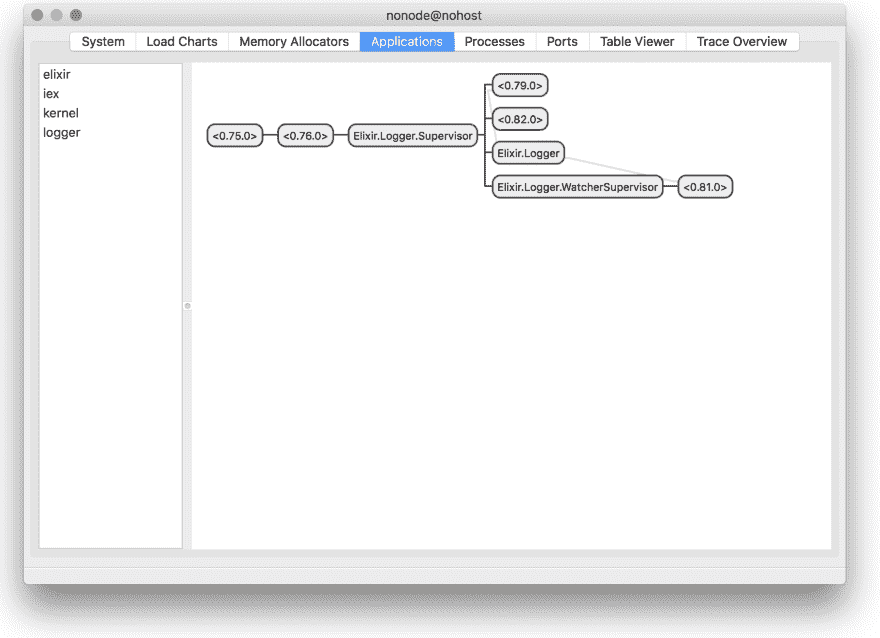 nonode@nohost
System Load Charts Memory Allocators Applications Processes Ports Table Viewer Trace Overview
elixir
iex
kernel
logger
<0.75.0> <0.76.0> Elixir.Logger.Supervisor
<0.79.0>
<0.82.0>
Elixir.Logger
Elixir.Logger.WatcherSupervisor <0.81.0>